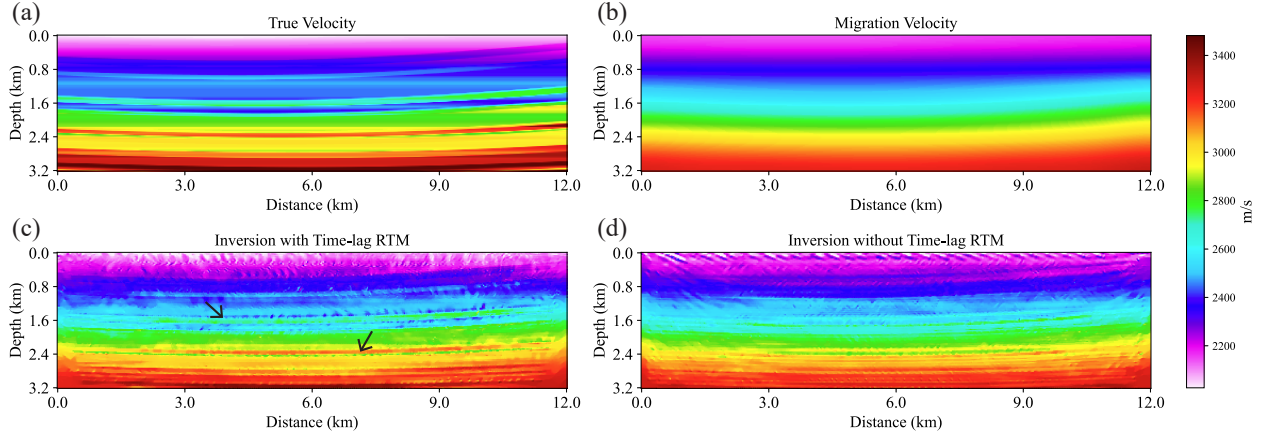 (a)
True Velocity
0.0
0.8
1.6
2.4
3.2
Depth (km)
0.0 3.0 6.0 9.0 12.0
Distance (km)
(b)
Migration Velocity
0.0
0.8
1.6
2.4
3.2
Depth (km)
0.0 3.0 6.0 9.0 12.0
Distance (km)
(c)
Inversion with Time-lag RTM
0.0
0.8
1.6
2.4
3.2
Depth (km)
0.0 3.0 6.0 9.0 12.0
Distance (km)
(d)
Inversion without Time-lag RTM
0.0
0.8
1.6
2.4
3.2
Depth (km)
0.0 3.0 6.0 9.0 12.0
Distance (km)
3400
3200
3000
2800
2600
2400
2200
m/s